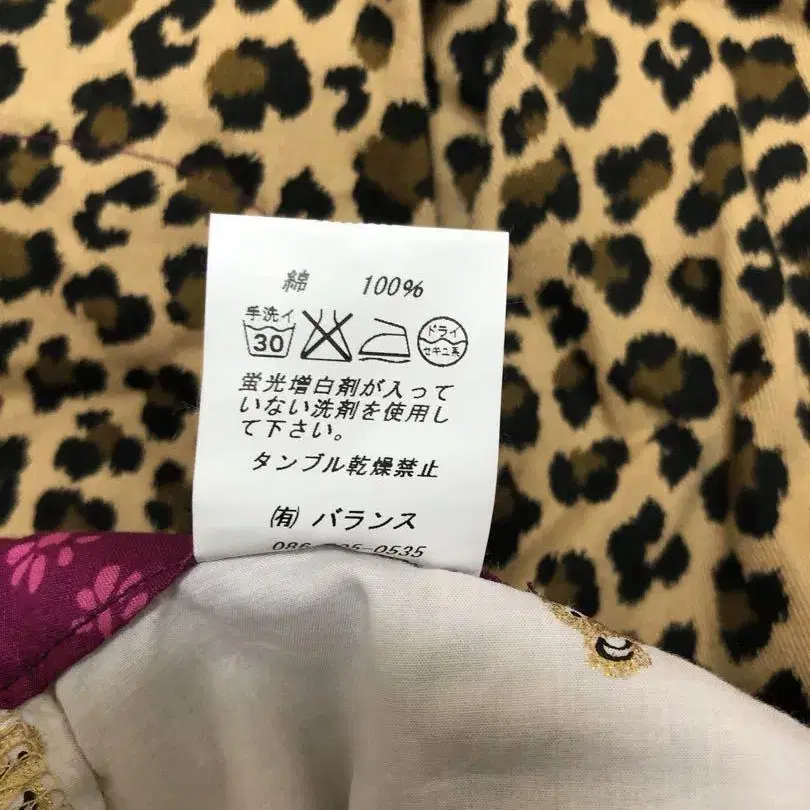 綿 100%
手洗イ
30
ドライ
セキユ系
蛍光増白剤が入って
いない洗剤を使用し
て下さい。
タンブル乾燥禁止
(有) バランス